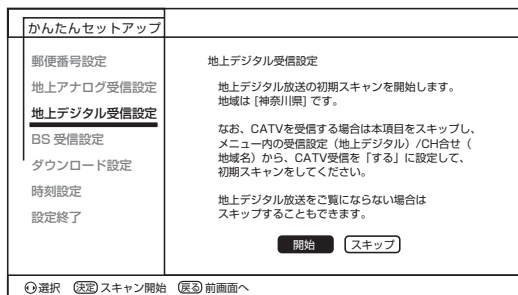 かんたんセットアップ
郵便番号設定
地上アナログ受信設定
地上デジタル受信設定
BS 受信設定
ダウンロード設定
時刻設定
設定終了
地上デジタル受信設定
地上デジタル放送の初期スキャンを開始します。
地域は [神奈川県] です。
なお、CATVを受信する場合は本項目をスキップし、
メニュー内の受信設定（地上デジタル）/CH合せ（
地域名）から、CATV受信を「する」に設定して、
初期スキャンをしてください。
地上デジタル放送をご覧にならない場合は
スキップすることもできます。
開始 スキップ
選択 決定 スキャン開始 戻る 前画面へ